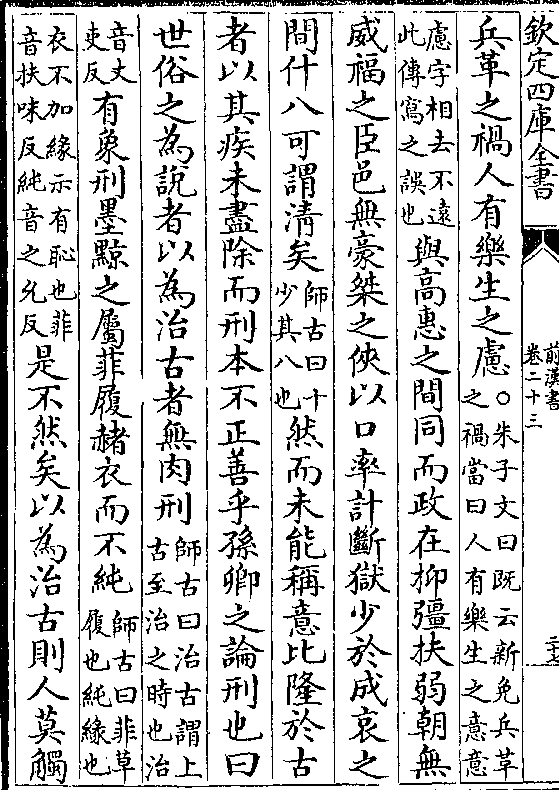 欽定四庫全書
前漢書
卷二十三
兵革之禍人有樂生之慮○朱子文曰既云新免兵革之禍當曰人有樂生之意意
慮字相去不遠此傳寫之誤也與高惠之間同而政在抑彊扶弱朝無
威福之臣邑無豪桀之俠以口率計斷獄少於成哀之
間什八可謂清矣師古曰十少其八也然而未能稱意比隆於古
者以其疾未盡除而刑本不正善乎孫卿之論刑也曰
世俗之為說者以為治古者無肉刑師古曰治古謂上古至治之時也治
音丈吏反有象刑墨黥之屬菲履赭衣而不純師古曰菲草履也純緣也
衣不加緣示有恥也菲音扶味反純音之允反是不然矣以為治古則人莫觸